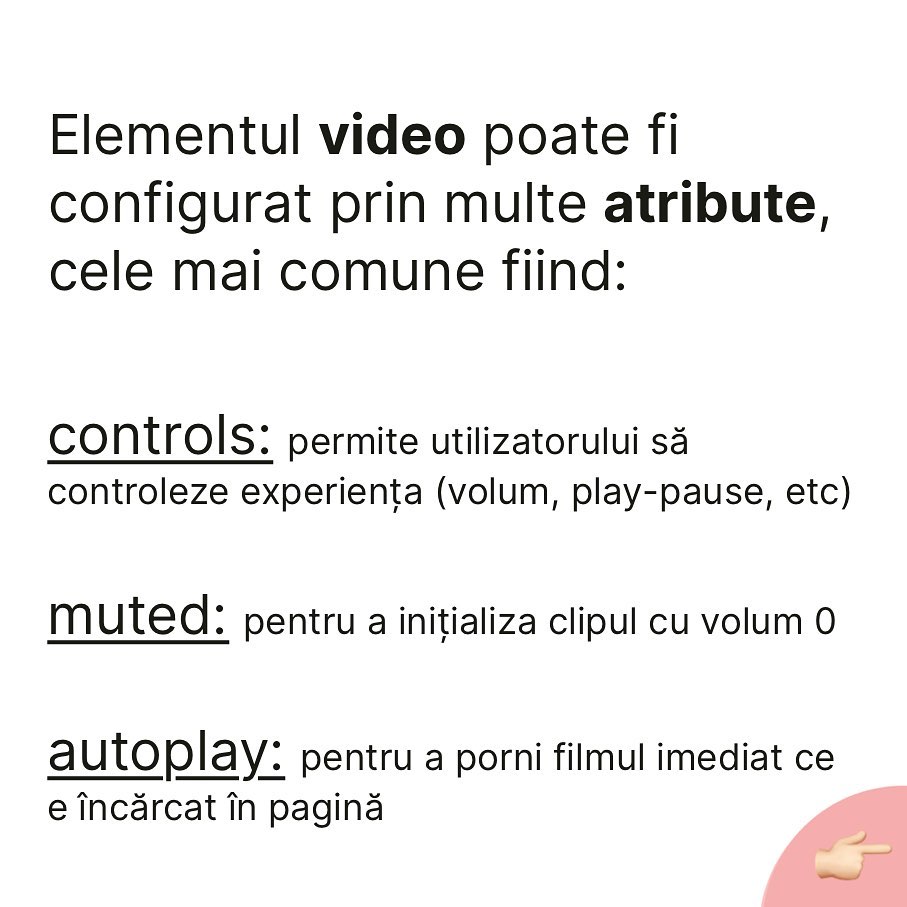 Elementul video poate fi
configurat prin multe atribute,
cele mai comune fiind:
controls: permite utilizatorului să
controleze experiența (volum, play-pause, etc)
muted: pentru a inițializa clipul cu volum 0
autoplay: pentru a porni filmul imediat ce
e încărcat în pagină